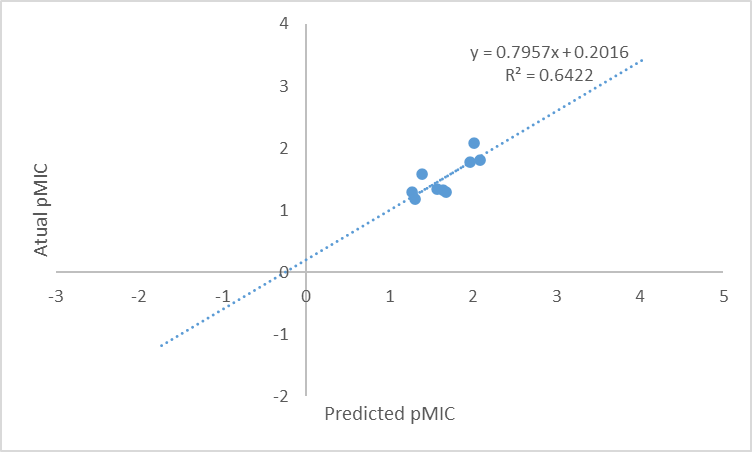 4
y = 0.7957x + 0.2016
R² = 0.6422
3
2
1
0
-1
-2
-3 -2 -1 0 1 2 3 4 5
Atual pMIC
Predicted pMIC